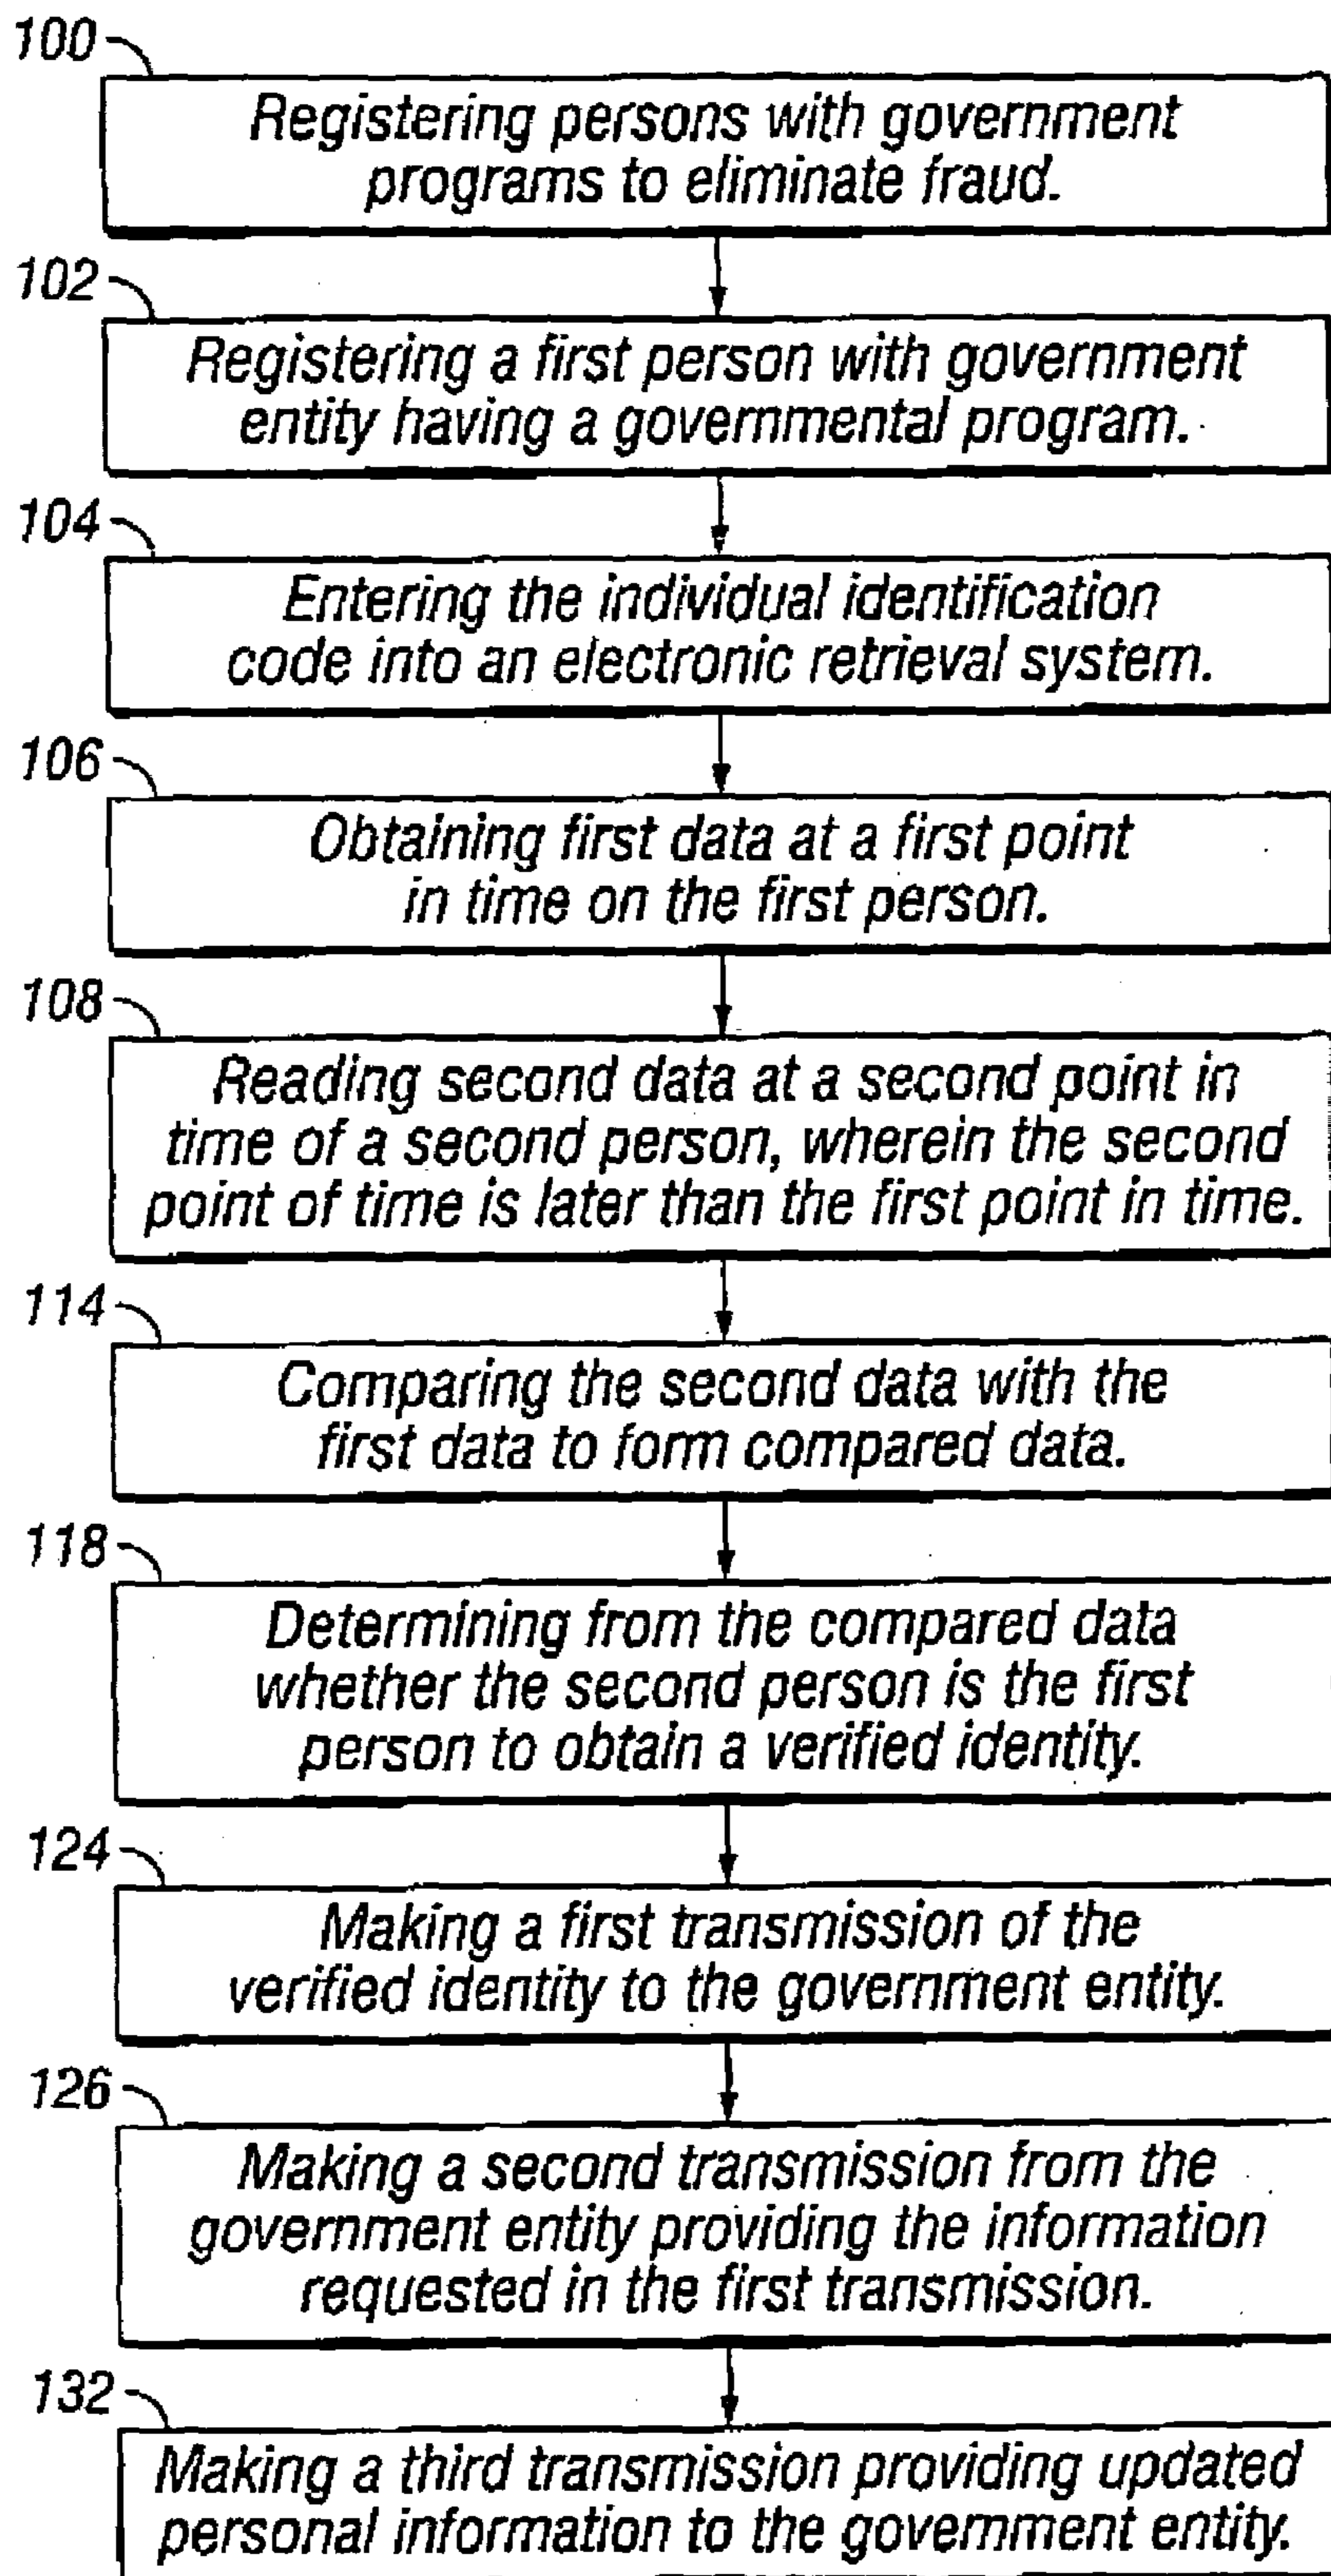 100
Registering persons with government
programs to eliminate fraud.
102
Registering a first person with government
entity having a governmental program.
104
Entering the individual identification
code into an electronic retrieval system.
106
Obtaining first data at a first point
in time on the first person.
108
Reading second data at a second point in
time of a second person, wherein the second
point of time is later than the first point in time.
114
Comparing the second data with the
first data to form compared data.
118
Determining from the compared data
whether the second person is the first
person to obtain a verified identity.
124
Making a first transmission of the
verified identity to the government entity.
126
Making a second transmission from the
government entity providing the information
requested in the first transmission.
132
Making a third transmission providing updated
personal information to the government entity.